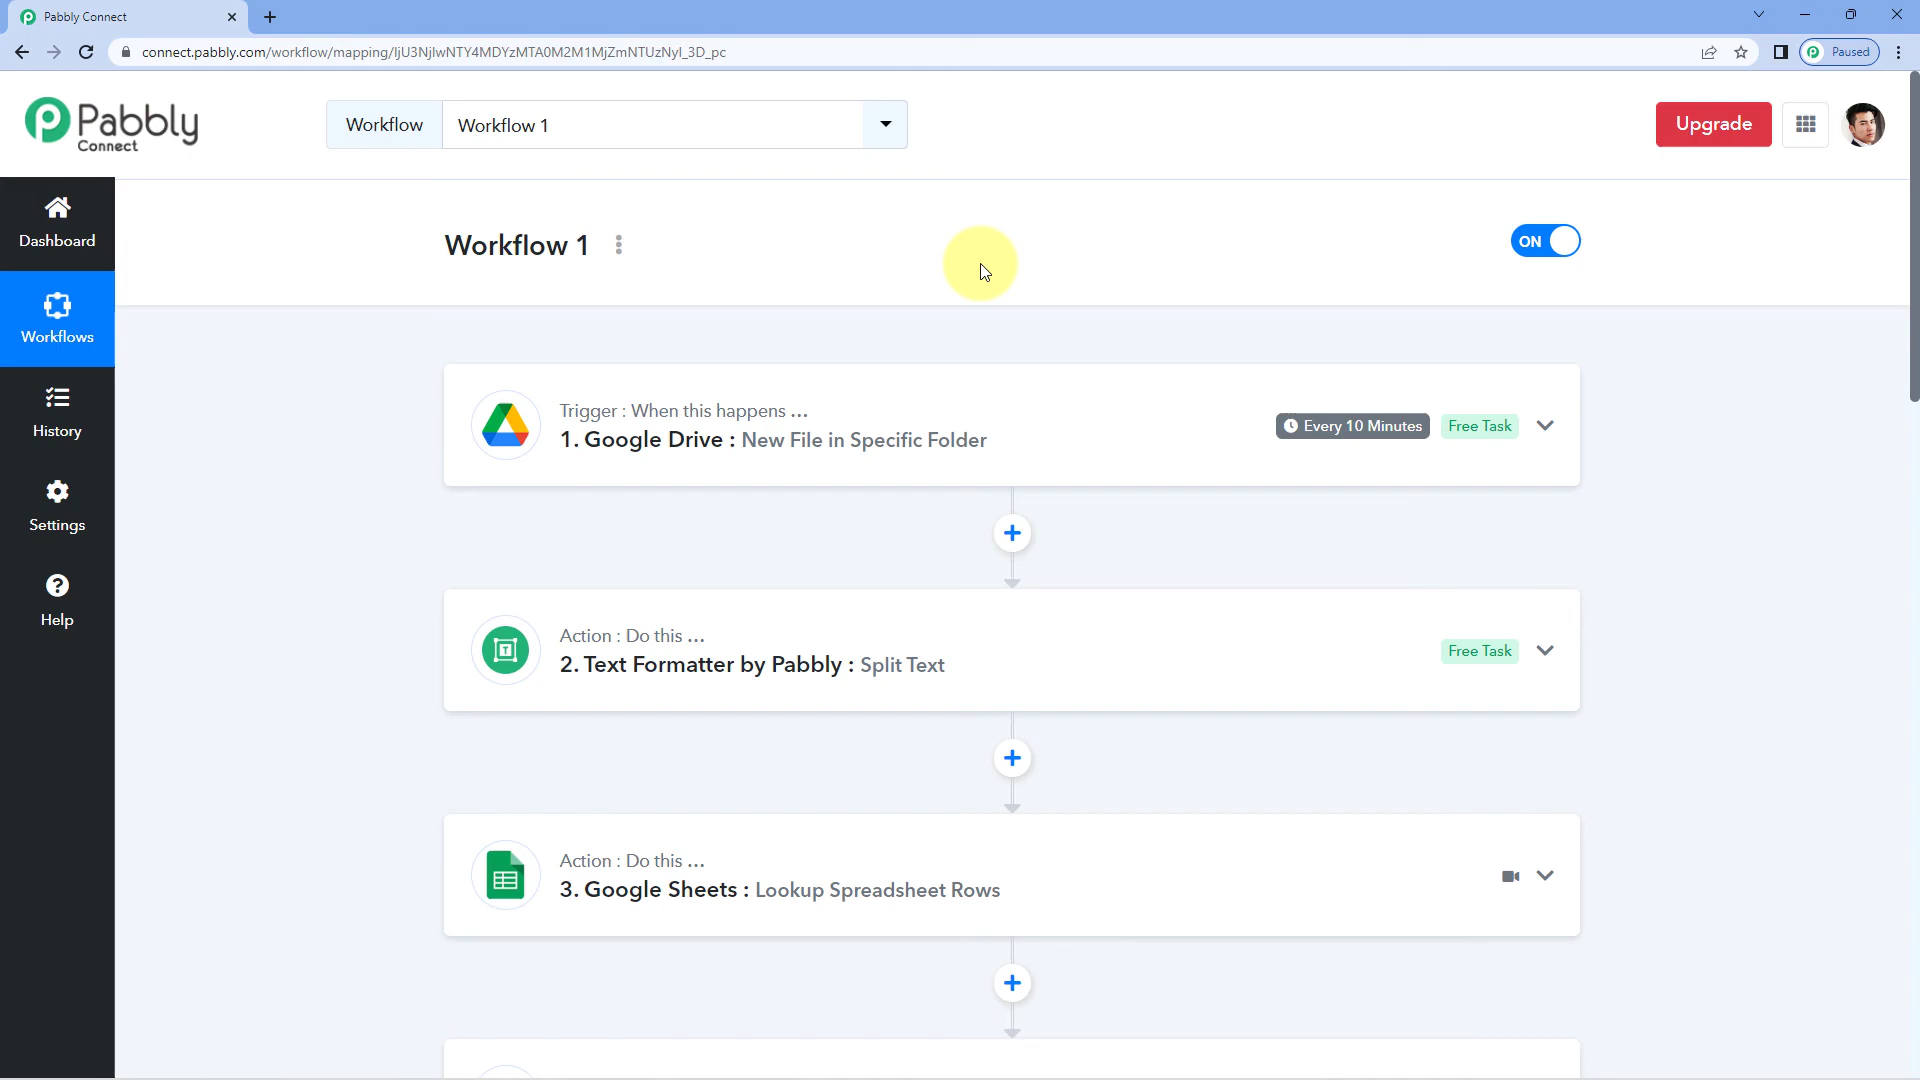 Pabbly Connect
connect.pabbly.com/workflow/mapping/IjU3NjIwNTY4MDYzMTA0M2M1MjZmNTUzNyI_3D_pc
Paused
Pabbly
Connect
Workflow
Workflow 1
Upgrade
Dashboard
Workflows
History
Settings
Help
Workflow 1
ON
Trigger : When this happens ...
1. Google Drive : New File in Specific Folder
Every 10 Minutes
Free Task
Action : Do this ...
2. Text Formatter by Pabbly : Split Text
Free Task
Action : Do this ...
3. Google Sheets : Lookup Spreadsheet Rows